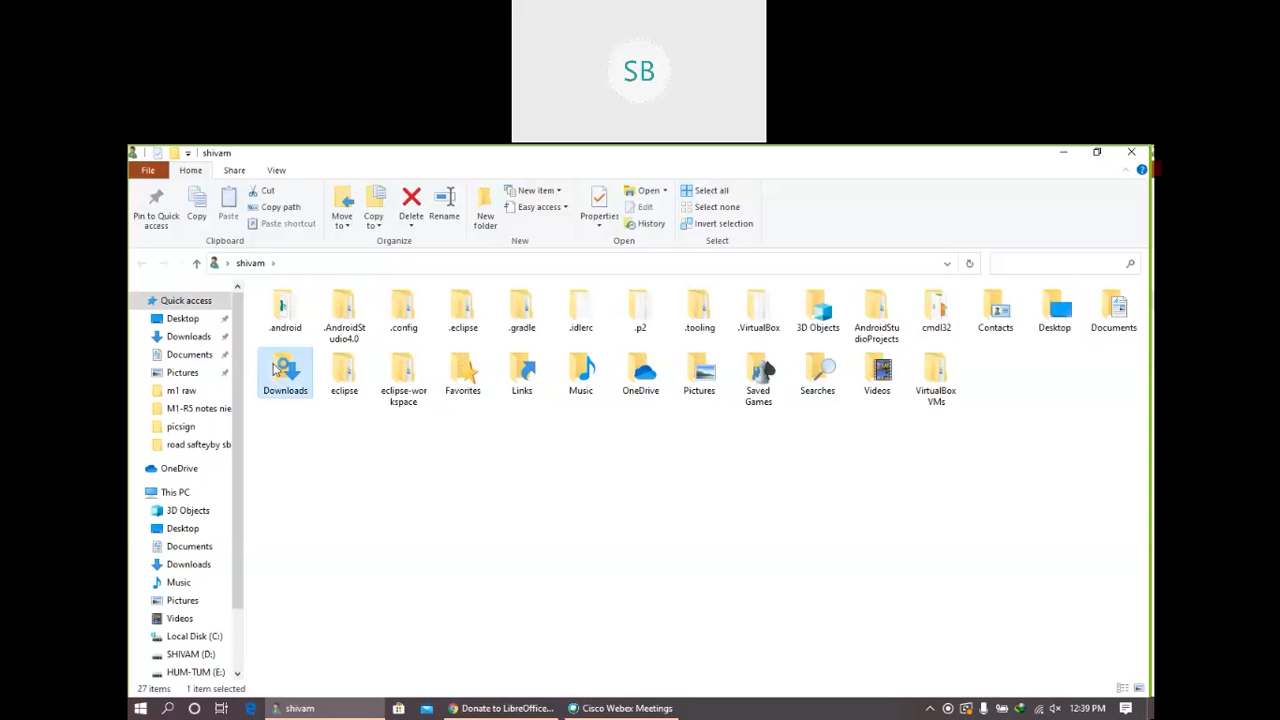 SB
shivam
File Home Share View
Pin to Quick access
Copy
Paste
Cut
Copy path
Paste shortcut
Clipboard
Move to
Copy to
Delete
Rename
Organize
New folder
New item
Easy access
New
Properties
Open
Edit
History
Open
Select all
Select none
Invert selection
Select
shivam
Quick access
Desktop
Downloads
Documents
Pictures
m1 raw
M1-R5 notes nie
picsign
road safteyby sb
OneDrive
This PC
3D Objects
Desktop
Documents
Downloads
Music
Pictures
Videos
Local Disk (C:)
SHIVAM (D:)
HUM-TUM (E:)
.android
.AndroidStudio4.0
.config
.eclipse
.gradle
.idlerc
.p2
.tooling
.VirtualBox
3D Objects
AndroidStudioProjects
cmdl32
Contacts
Desktop
Documents
Downloads
eclipse
eclipse-workspace
Favorites
Links
Music
OneDrive
Pictures
Saved Games
Searches
Videos
VirtualBox VMs
27 items 1 item selected
shivam
Donate to LibreOffice...
Cisco Webex Meetings
12:39 PM